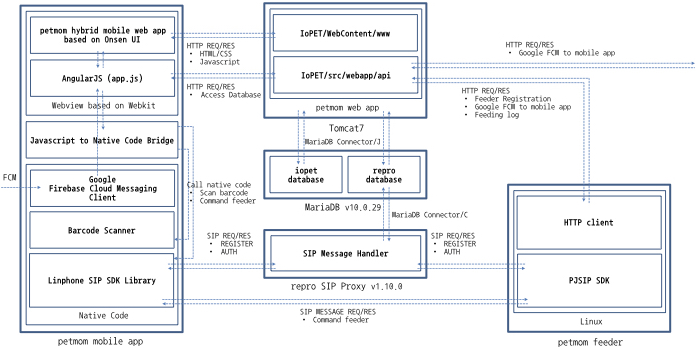 petmom hybrid mobile web app
based on Onsen UI
AngularJS (app.js)
Webview based on Webkit
Javascript to Native Code Bridge
Google
Firebase Cloud Messaging
Client
Barcode Scanner
Linphone SIP SDK Library
Native Code
petmom mobile app
FCM
HTTP REQ/RES
• HTML/CSS
• Javascript
HTTP REQ/RES
• Access Database
Call native code
• Scan barcode
• Command feeder
SIP REQ/RES
• REGISTER
• AUTH
IoPET/WebContent/www
IoPET/src/webapp/api
petmom web app
Tomcat7
MariaDB Connector/J
iopet
database
repro
database
MariaDB v10.0.29
MariaDB Connector/C
SIP Message Handler
repro SIP Proxy v1.10.0
SIP REQ/RES
• REGISTER
• AUTH
SIP MESSAGE REQ/RES
• Command feeder
HTTP REQ/RES
• Google FCM to mobile app
HTTP REQ/RES
• Feeder Registration
• Google FCM to mobile app
• Feeding log
HTTP client
PJSIP SDK
Linux
petmom feeder